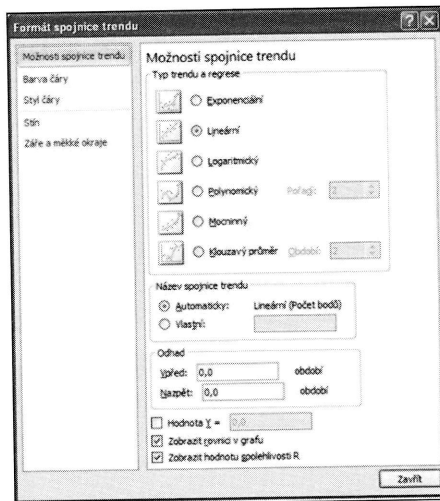 Formát spojnice trendu
Možnosti spojnice trendu
Barva čáry
Styl čáry
Stín
Záře a měkké okraje
Možnosti spojnice trendu
Typ trendu a regrese
Exponenciální
Lineární
Logaritmický
Polynomický Pořadí: 2
Mocninný
Klouzavý průměr Období: 2
Název spojnice trendu
Automaticky: Lineární (Počet bodů)
Vlastní:
Odhad
Vpřed: 0,0 období
Nazpět: 0,0 období
Hodnota Y = 0,0
Zobrazit rovnici v grafu
Zobrazit hodnotu spolehlivosti R
Zavřít